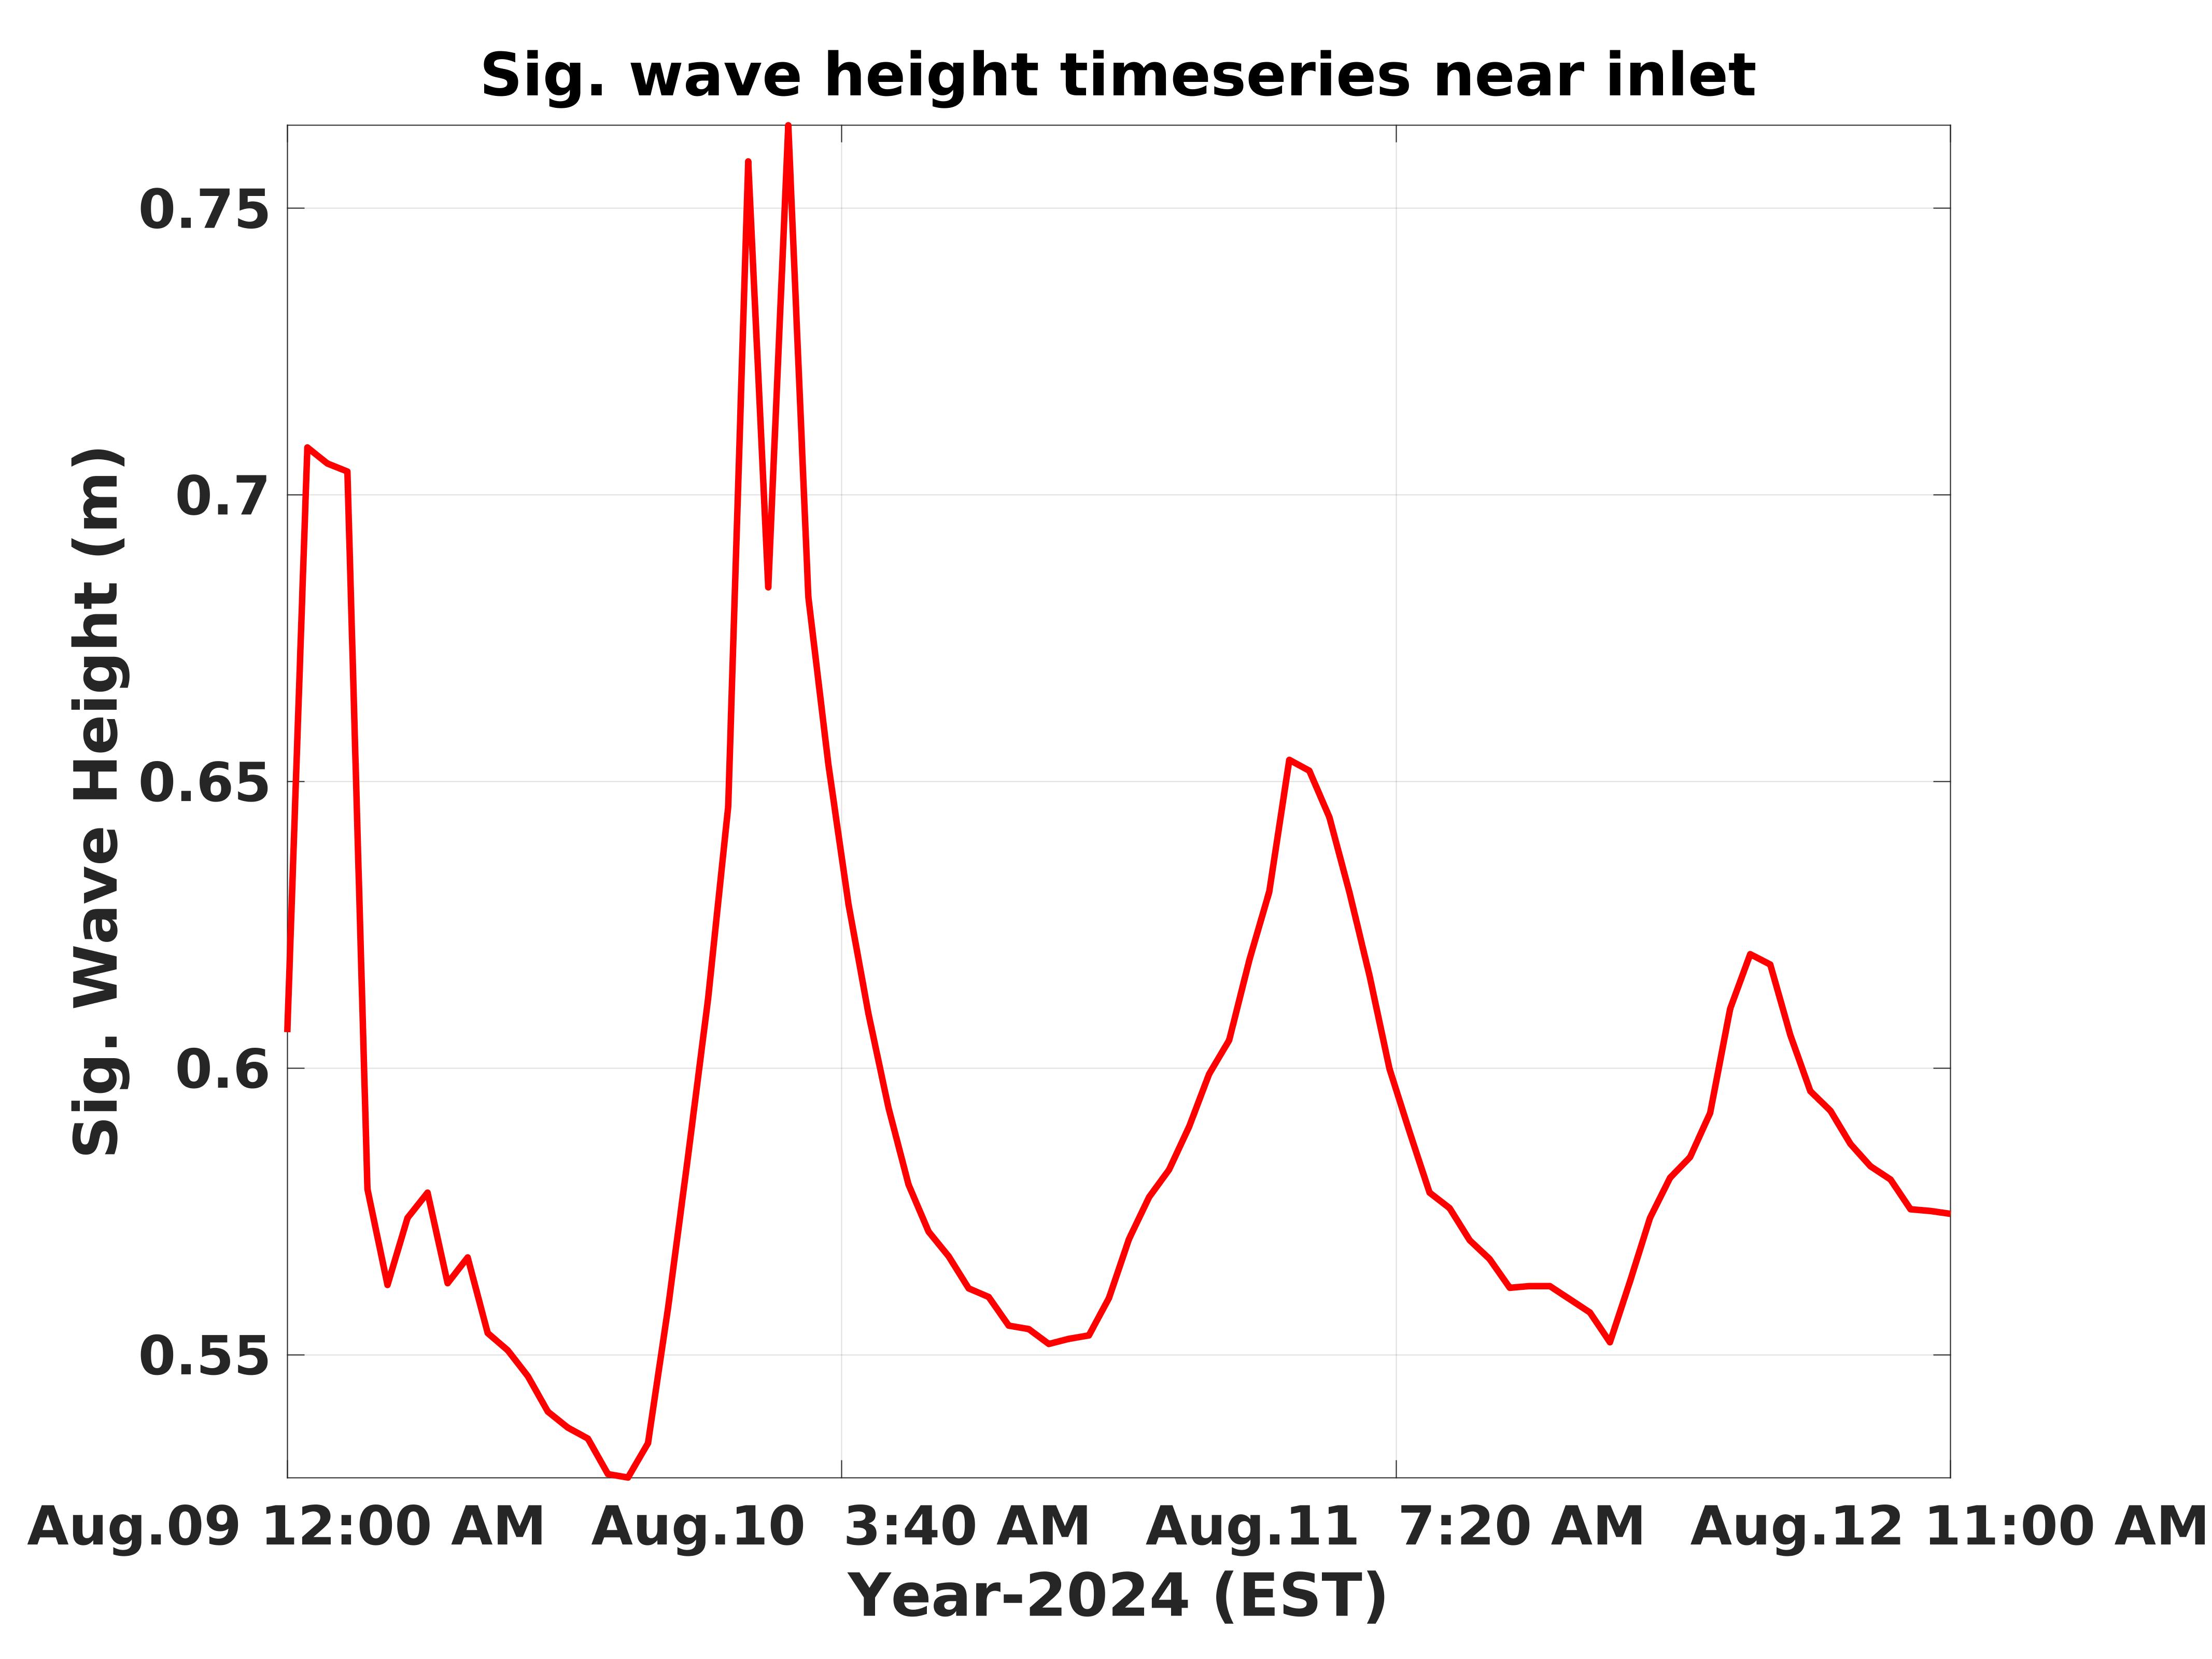 Sig. wave height timeseries near inlet
Sig. Wave Height (m)
0.75
0.7
0.65
0.6
0.55
Aug.09 12:00 AM Aug.10 3:40 AM Aug.11 7:20 AM Aug.12 11:00 AM
Year-2024 (EST)